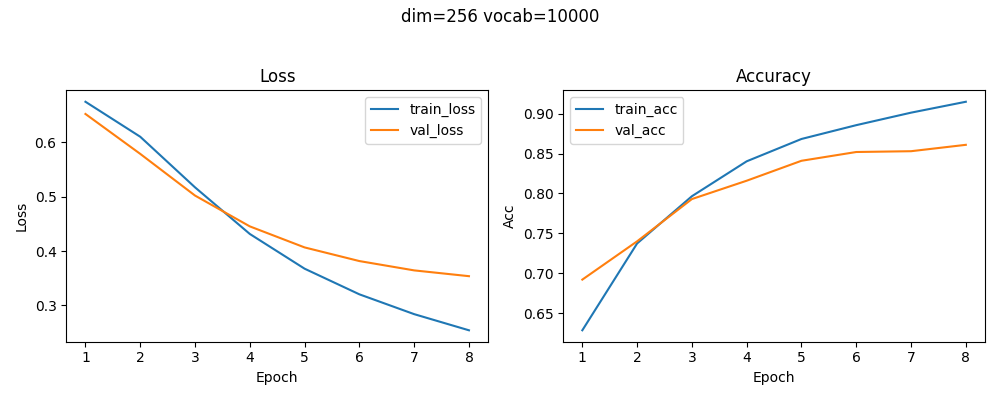 dim=256 vocab=10000
Loss
train_loss
val_loss
Loss
0.6
0.5
0.4
0.3
1 2 3 4 5 6 7 8
Epoch
Accuracy
train_acc
val_acc
Acc
0.90
0.85
0.80
0.75
0.70
0.65
1 2 3 4 5 6 7 8
Epoch